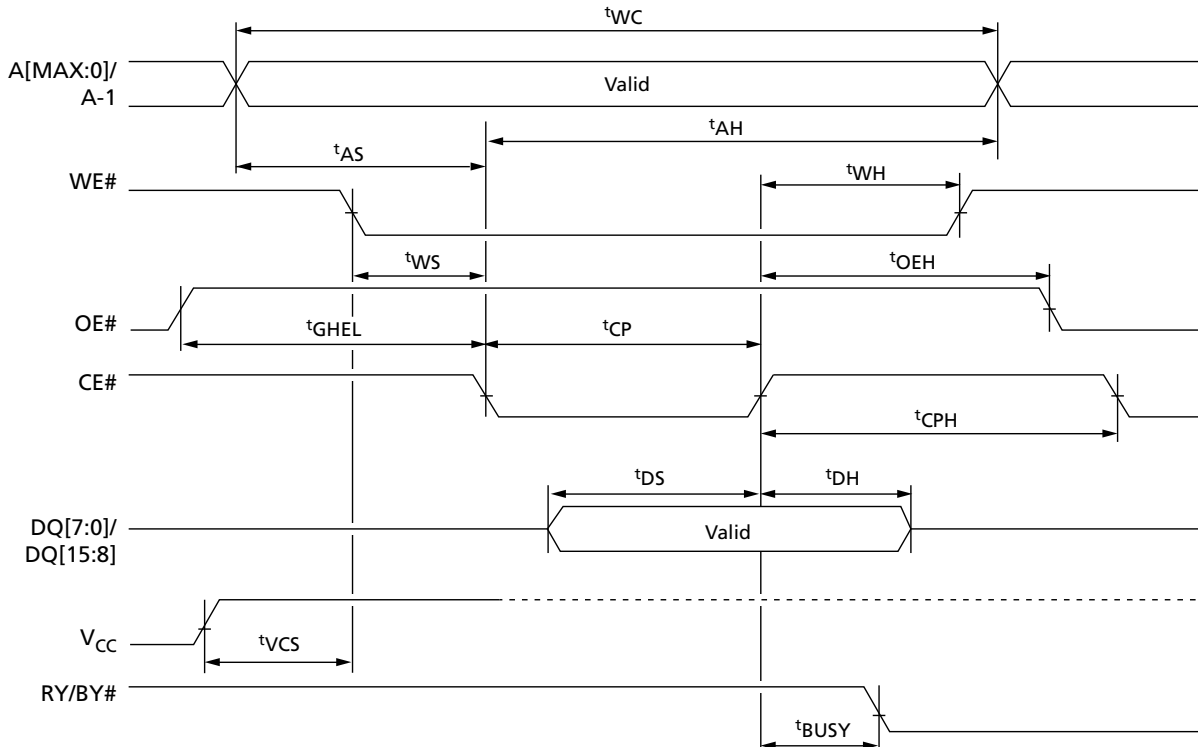 tWC
A[MAX:0]/
A-1
Valid
tAH
tAS
WE#
tWH
tWS
tOEH
OE#
tGHEL
tCP
CE#
tCPH
tDS
tDH
DQ[7:0]/
DQ[15:8]
Valid
VCC
tVCS
RY/BY#
tBUSY